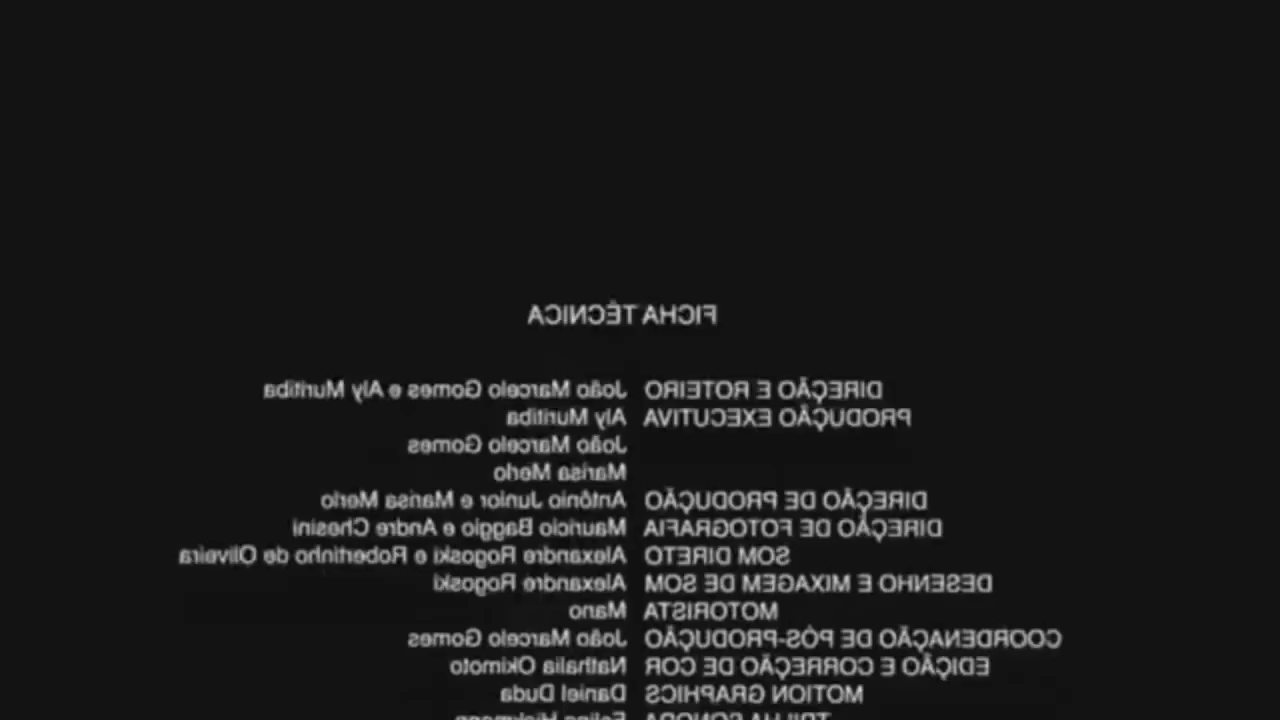 FICHA TÉCNICA
DIREÇÃO E ROTEIRO João Marcelo Gomes e Aly Muritiba
PRODUÇÃO EXECUTIVA Aly Muritiba
João Marcelo Gomes
Marisa Merlo
DIREÇÃO DE PRODUÇÃO Antônio Junior e Marisa Merlo
DIREÇÃO DE FOTOGRAFIA Mauricio Baggio e Andre Chesini
SOM DIRETO Alexandre Rogoski e Robertinho de Oliveira
DESENHO E MIXAGEM DE SOM Alexandre Rogoski
MOTORISTA Mano
COORDENAÇÃO DE PÓS-PRODUÇÃO João Marcelo Gomes
EDIÇÃO E CORREÇÃO DE COR Nathalia Okimoto
MOTION GRAPHICS Daniel Duda
TRILHA SONORA Felipe